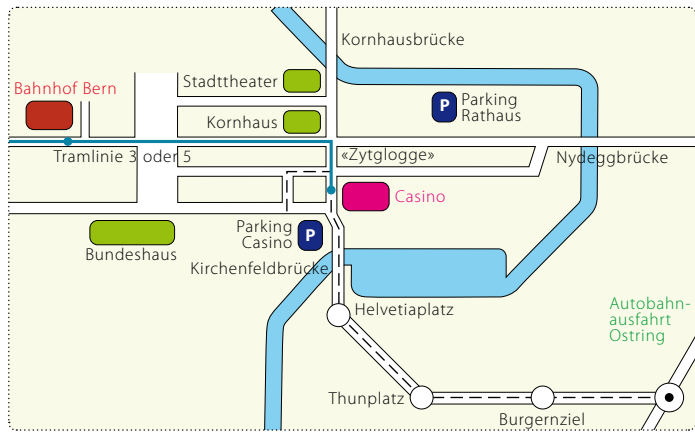 Kornhausbrücke
Stadttheater
Bahnhof Bern
P Parking
Rathaus
Kornhaus
Tramlinie 3 oder 5
«Zytglogge»
Nydeggbrücke
Casino
Parking
Casino P
Bundeshaus
Kirchenfeldbrücke
Helvetiaplatz
Autobahn-
ausfahrt
Ostring
Thunplatz
Burgernziel